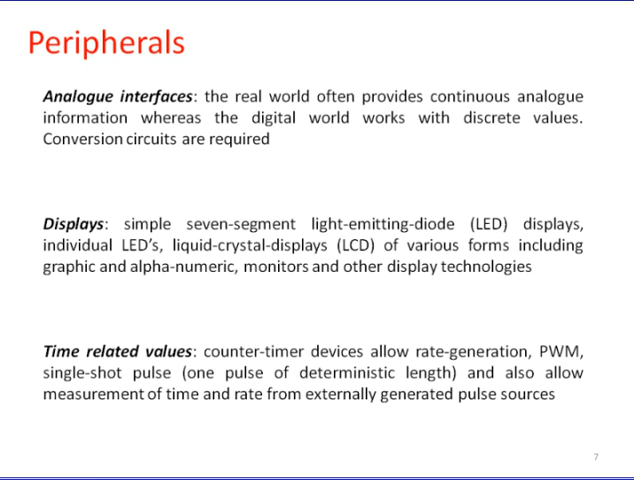 Peripherals
Analogue interfaces: the real world often provides continuous analogue
information whereas the digital world works with discrete values.
Conversion circuits are required
Displays: simple seven-segment light-emitting-diode (LED) displays,
individual LED’s, liquid-crystal-displays (LCD) of various forms including
graphic and alpha-numeric, monitors and other display technologies
Time related values: counter-timer devices allow rate-generation, PWM,
single-shot pulse (one pulse of deterministic length) and also allow
measurement of time and rate from externally generated pulse sources
7